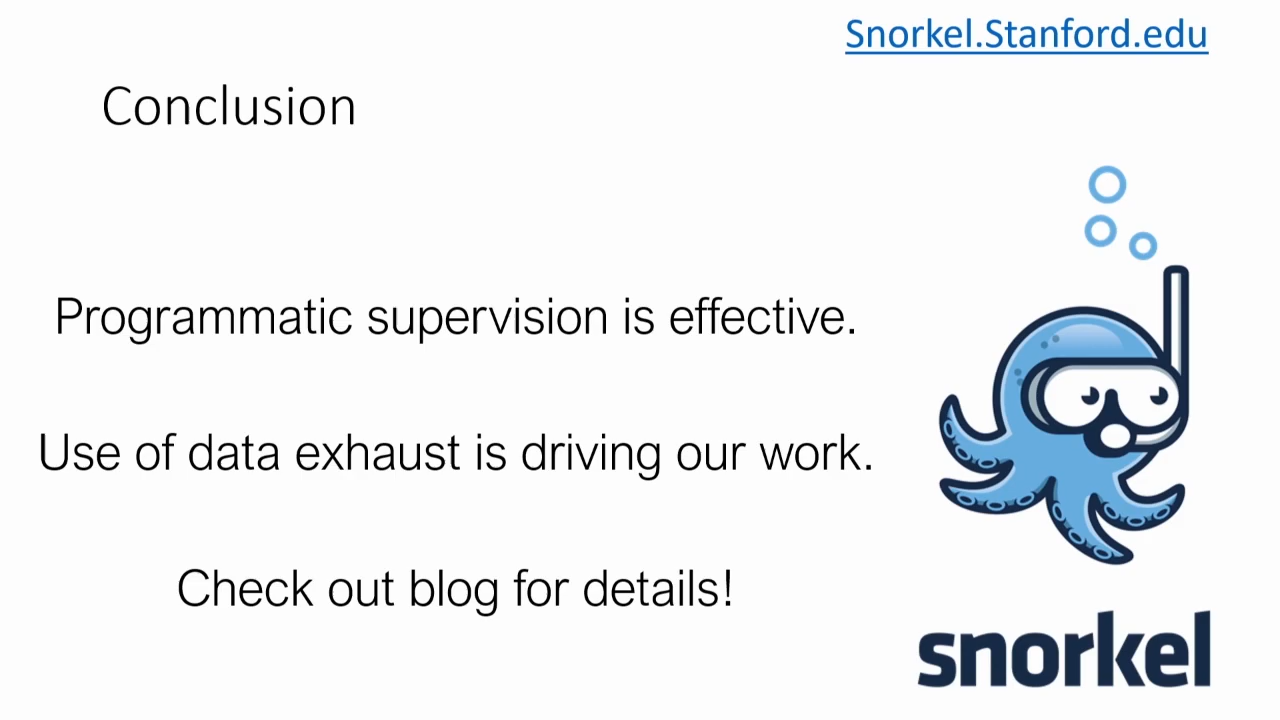 Snorkel.Stanford.edu
Conclusion
Programmatic supervision is effective.
Use of data exhaust is driving our work.
Check out blog for details!
snorkel